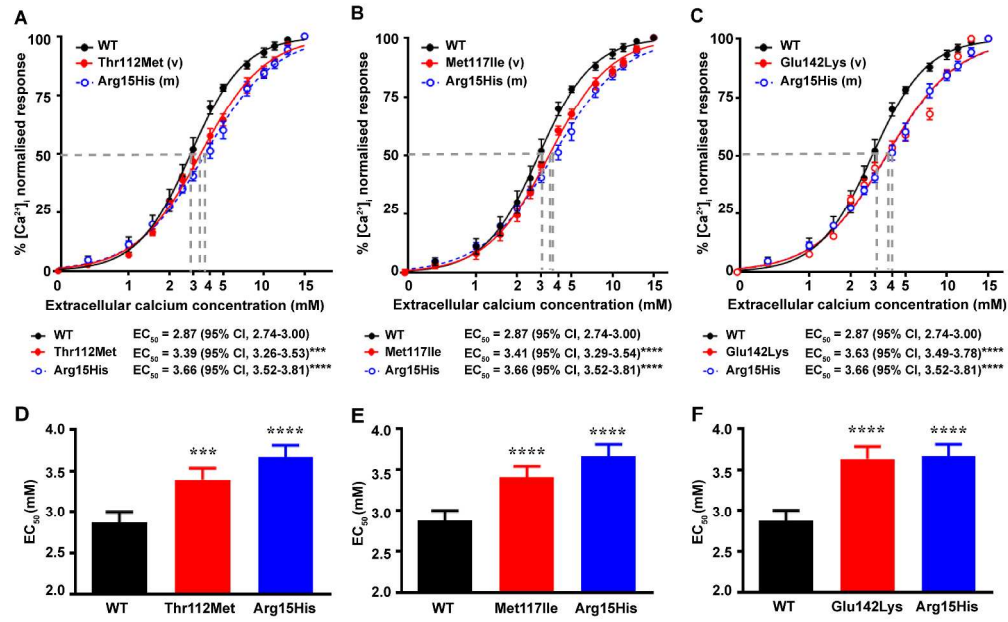 A
WT
Thr112Met (v)
Arg15His (m)
% [Ca²⁺]i normalised response
100
75
50
25
0
0 1 2 3 4 5 10 15
Extracellular calcium concentration (mM)
WT EC50 = 2.87 (95% CI, 2.74-3.00)
Thr112Met EC50 = 3.39 (95% CI, 3.26-3.53)***
Arg15His EC50 = 3.66 (95% CI, 3.52-3.81)****
B
WT
Met117Ile (v)
Arg15His (m)
% [Ca²⁺]i normalised response
100
75
50
25
0
0 1 2 3 4 5 10 15
Extracellular calcium concentration (mM)
WT EC50 = 2.87 (95% CI, 2.74-3.00)
Met117Ile EC50 = 3.41 (95% CI, 3.29-3.54)****
Arg15His EC50 = 3.66 (95% CI, 3.52-3.81)****
C
WT
Glu142Lys (v)
Arg15His (m)
% [Ca²⁺]i normalised response
100
75
50
25
0
0 1 2 3 4 5 10 15
Extracellular calcium concentration (mM)
WT EC50 = 2.87 (95% CI, 2.74-3.00)
Glu142Lys EC50 = 3.63 (95% CI, 3.49-3.78)****
Arg15His EC50 = 3.66 (95% CI, 3.52-3.81)****
D
EC50 (mM)
4.0
3.5
3.0
2.5
2.0
*** ****
WT Thr112Met Arg15His
E
EC50 (mM)
4.0
3.5
3.0
2.5
2.0
**** ****
WT Met117Ile Arg15His
F
EC50 (mM)
4.0
3.5
3.0
2.5
2.0
**** ****
WT Glu142Lys Arg15His